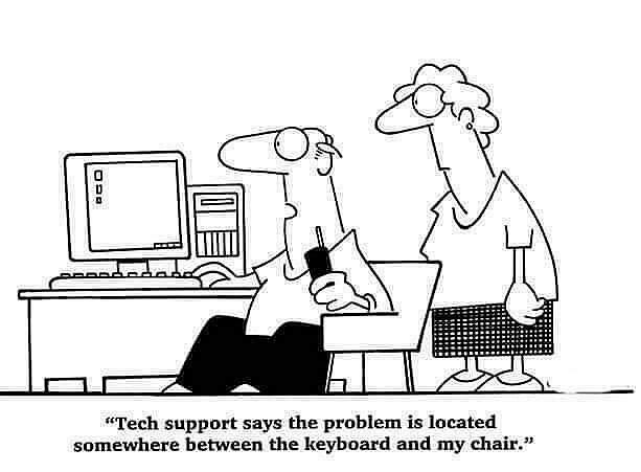 “Tech support says the problem is located
somewhere between the keyboard and my chair.”